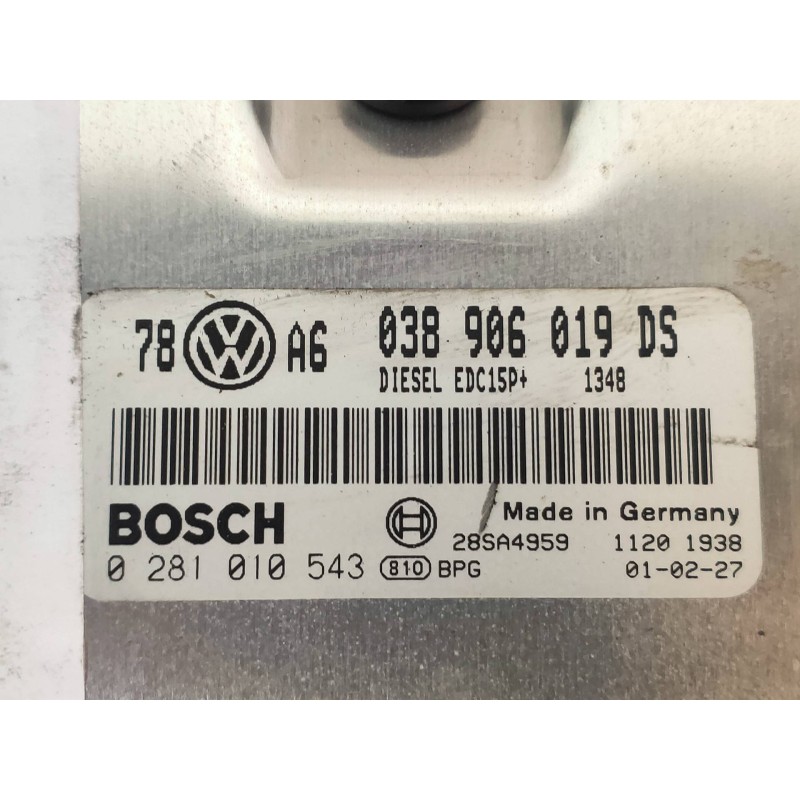 78 VW A6 038 906 019 DS
DIESEL EDC15P+ 1348
BOSCH Made in Germany
28SA4959 1120 1938
0 281 010 543 810 BPG 01-02-27